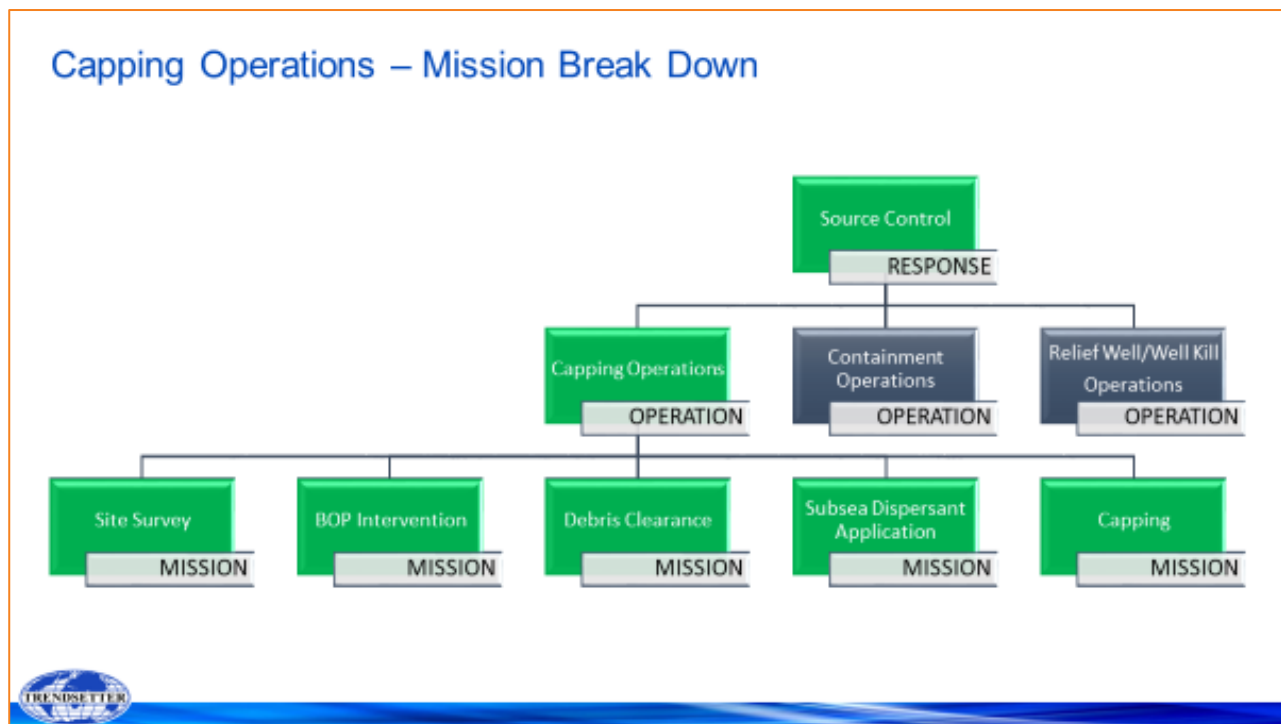 Capping Operations – Mission Break Down
Source Control
RESPONSE
Capping Operations
OPERATION
Containment
Operations
OPERATION
Relief Well/Well Kill
Operations
OPERATION
Site Survey
MISSION
BOP Intervention
MISSION
Debris Clearance
MISSION
Subsea Dispersant
Application
MISSION
Capping
MISSION
TRENDSETTER